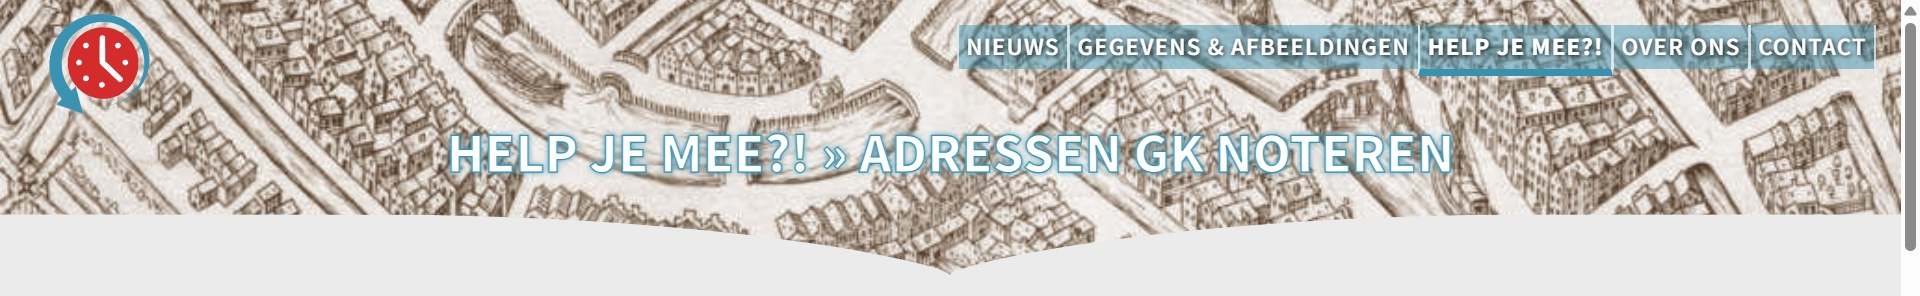 NIEUWS
GEGEVENS & AFBEELDINGEN
HELP JE MEE?!
OVER ONS
CONTACT
HELP JE MEE?! » ADRESSEN GK NOTEREN